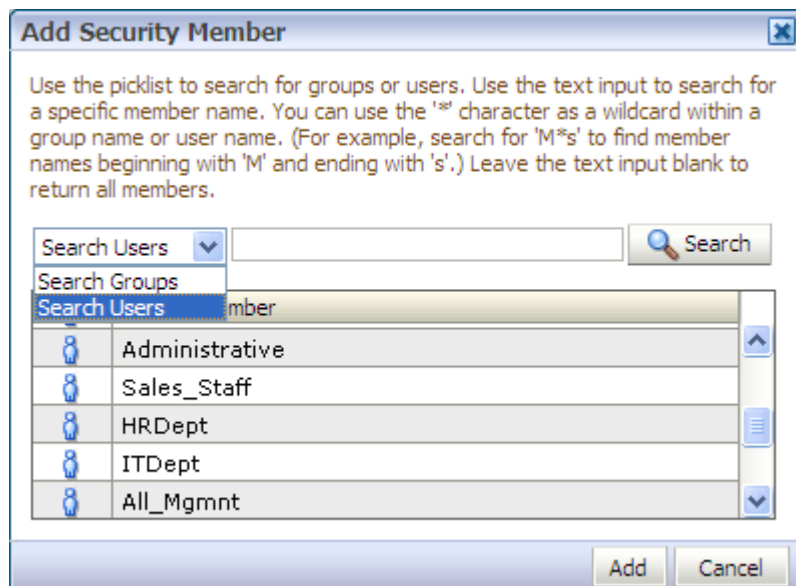 Add Security Member
Use the picklist to search for groups or users. Use the text input to search for
a specific member name. You can use the '*' character as a wildcard within a
group name or user name. (For example, search for 'M*s' to find member
names beginning with 'M' and ending with 's'.) Leave the text input blank to
return all members.
Search Users Search
Search Groups
Search Users mber
Administrative
Sales_Staff
HRDept
ITDept
All_Mgmnt
Add Cancel